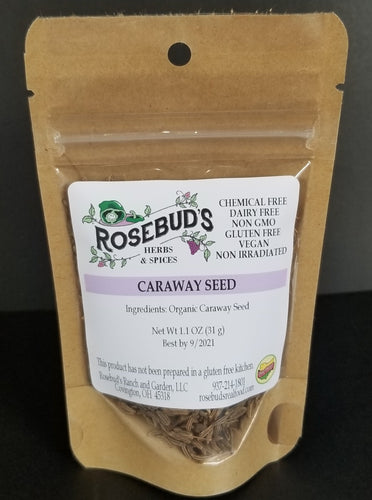 ROSEBUD'S
HERBS
& SPICES
CHEMICAL FREE
DAIRY FREE
NON GMO
GLUTEN FREE
VEGAN
NON IRRADIATED
CARAWAY SEED
Ingredients: Organic Caraway Seed
Net Wt 1.1 OZ (31 g)
Best by 9/2021
This product has not been prepared in a gluten free kitchen.
Rosebud's Ranch and Garden, LLC
Covington, OH 45318
937-214-1801
rosebudsrealfood.com